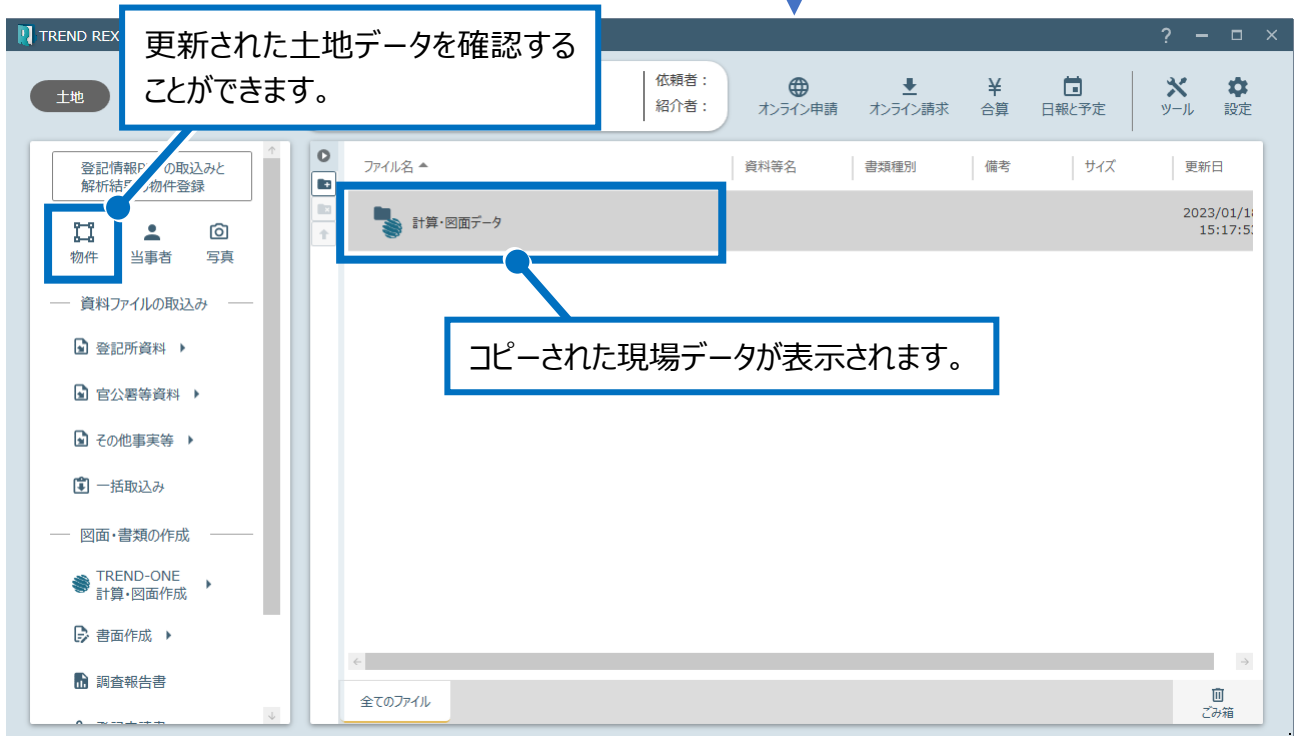 TREND REX
更新された土地データを確認する
ことができます。
土地
依頼者：
紹介者：
オンライン申請
オンライン請求
合算
日報と予定
ツール
設定
登記情報P の取込みと
解析結 物件登録
物件
当事者
写真
資料ファイルの取込み
登記所資料
官公署等資料
その他事実等
一括取込み
図面・書類の作成
TREND-ONE
計算・図面作成
書面作成
調査報告書
ファイル名
資料等名
書類種別
備考
サイズ
更新日
計算・図面データ
2023/01/1
15:17:5
コピーされた現場データが表示されます。
全てのファイル
ごみ箱